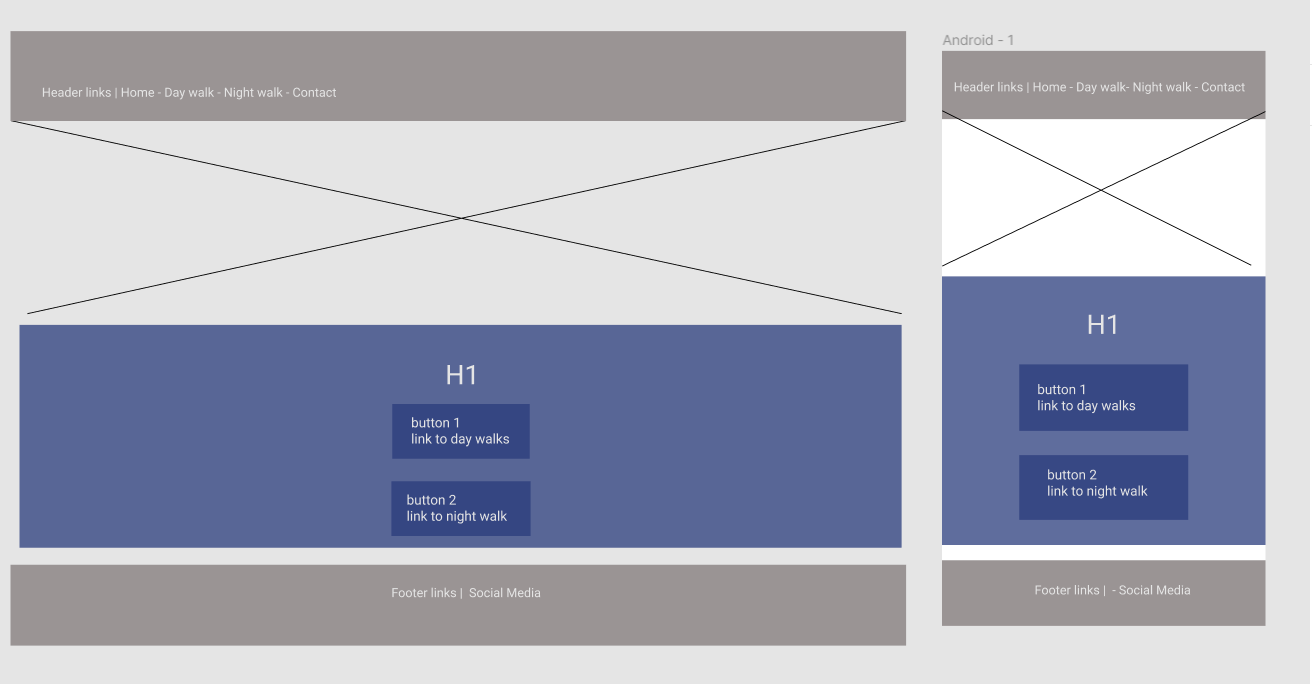 Header links | Home - Day walk - Night walk - Contact
H1
button 1
link to day walks
button 2
link to night walk
Footer links |  Social Media
Android - 1
Header links | Home - Day walk- Night walk - Contact
H1
button 1
link to day walks
button 2
link to night walk
Footer links |  - Social Media